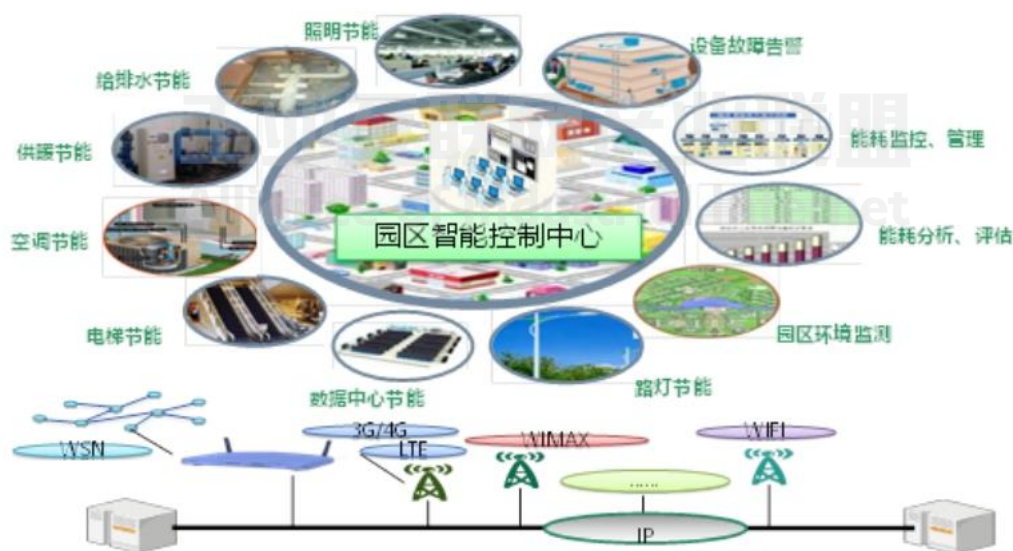 照明节能
设备故障告警
给排水节能
能耗监控、管理
供暖节能
园区智能控制中心
空调节能
能耗分析、评估
电梯节能
园区环境监测
数据中心节能
路灯节能
3G/4G
WSN
LTE
WIMAX
WIFI
......
IP